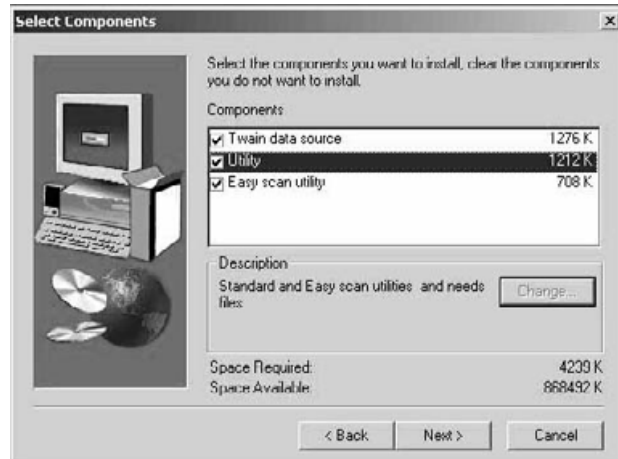 Select Components
Select the components you want to install, clear the components
you do not want to install.
Components
Twain data source 1276 K
Utility 1212 K
Easy scan utility 708 K
Description
Standard and Easy scan utilities and needs
files
Change...
Space Required: 4239 K
Space Available: 868492 K
< Back Next > Cancel